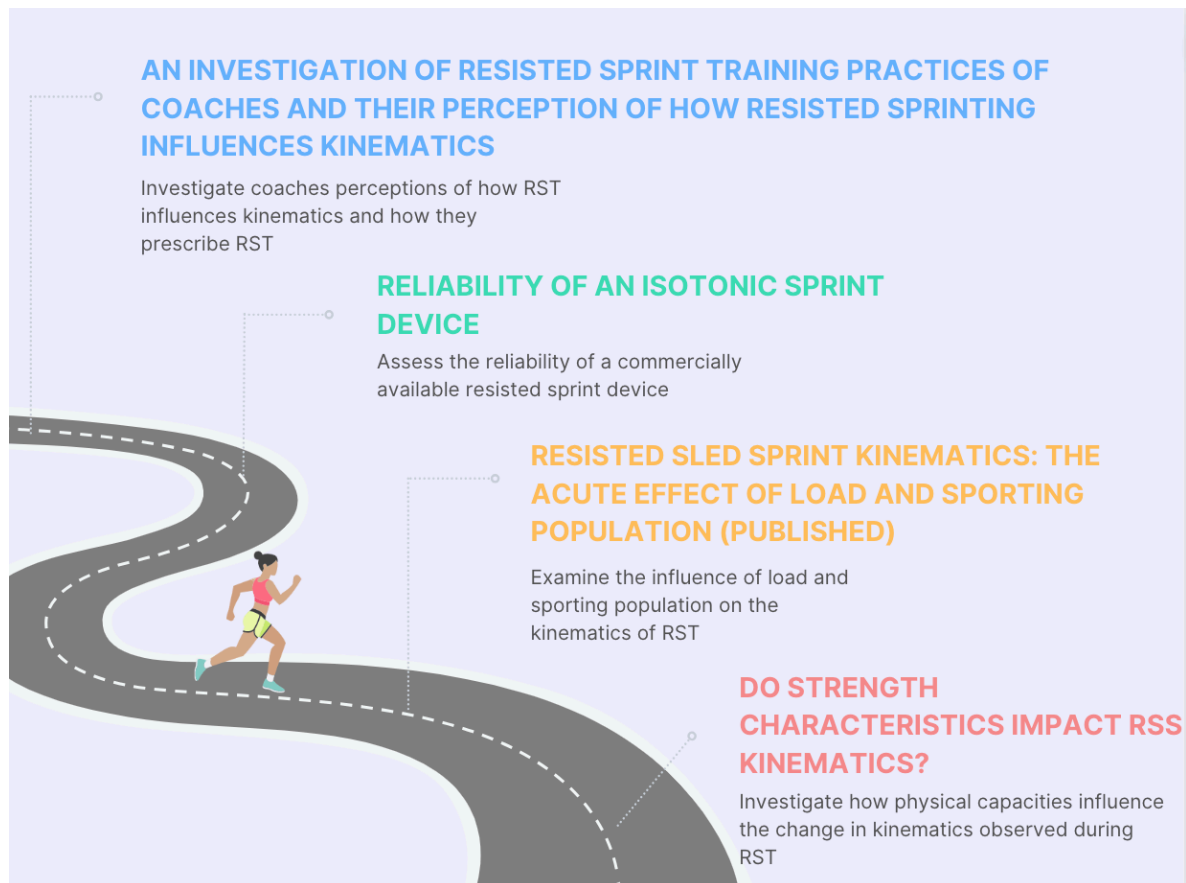 AN INVESTIGATION OF RESISTED SPRINT TRAINING PRACTICES OF
COACHES AND THEIR PERCEPTION OF HOW RESISTED SPRINTING
INFLUENCES KINEMATICS
Investigate coaches perceptions of how RST
influences kinematics and how they
prescribe RST
RELIABILITY OF AN ISOTONIC SPRINT
DEVICE
Assess the reliability of a commercially
available resisted sprint device
RESISTED SLED SPRINT KINEMATICS: THE
ACUTE EFFECT OF LOAD AND SPORTING
POPULATION (PUBLISHED)
Examine the influence of load and
sporting population on the
kinematics of RST
DO STRENGTH
CHARACTERISTICS IMPACT RSS
KINEMATICS?
Investigate how physical capacities influence
the change in kinematics observed during
RST